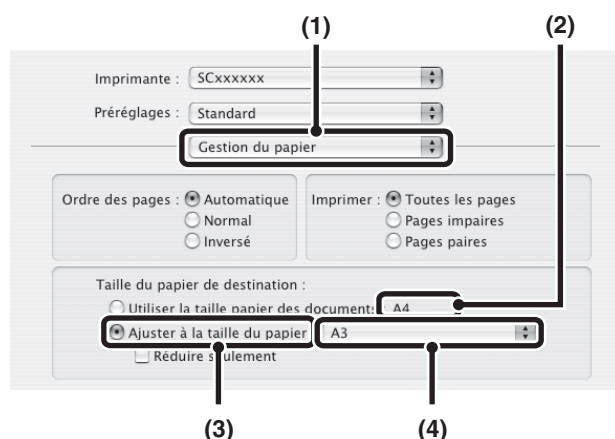 (1) (2)
Imprimante : SCxxxxxx
Préréglages : Standard
Gestion du papier
Ordre des pages : Automatique
Normal
Inversé
Imprimer : Toutes les pages
Pages impaires
Pages paires
Taille du papier de destination :
Utiliser la taille papier des documents : A4
Ajuster à la taille du papier A3
Réduire seulement
(3) (4)